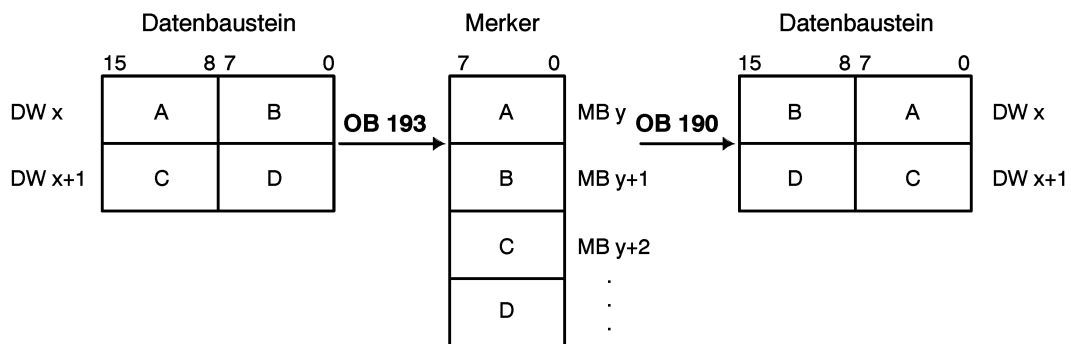 Datenbaustein Merker Datenbaustein
15 8 7 0 7 0 15 8 7 0
DW x A B OB 193 A MB y OB 190 B A DW x
DW x+1 C D B MB y+1 D C DW x+1
C MB y+2
D
.
.
.